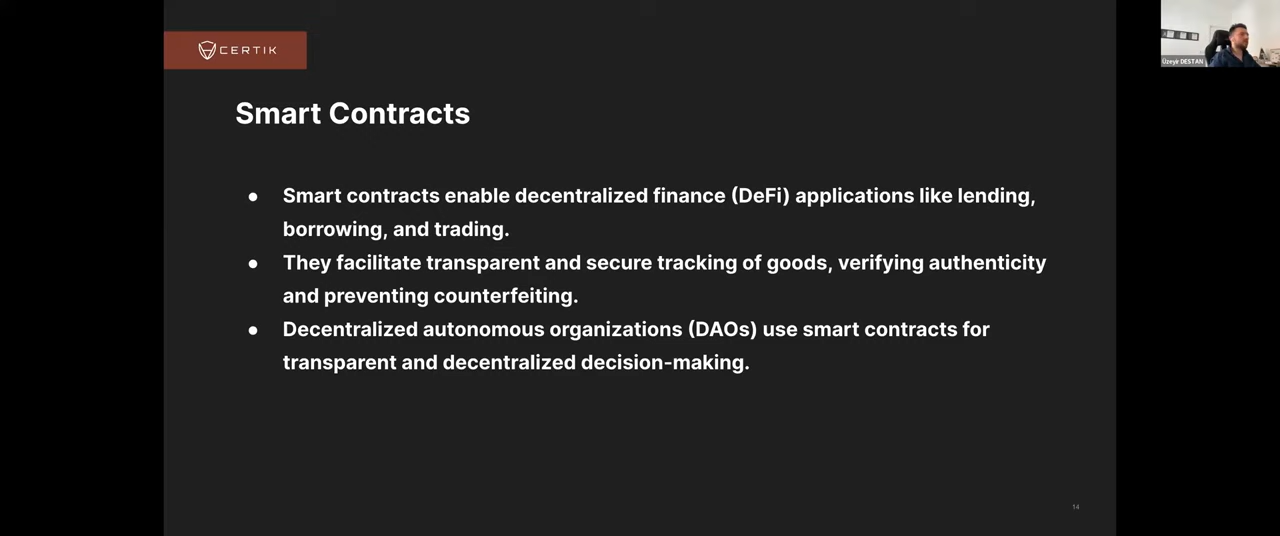 CERTIK
Üzeyir DESTAN
Smart Contracts
● Smart contracts enable decentralized finance (DeFi) applications like lending,
borrowing, and trading.
● They facilitate transparent and secure tracking of goods, verifying authenticity
and preventing counterfeiting.
● Decentralized autonomous organizations (DAOs) use smart contracts for
transparent and decentralized decision-making.
14